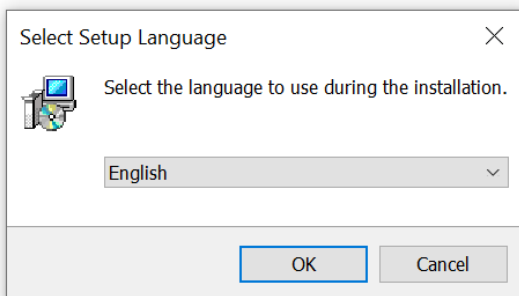 Select Setup Language
Select the language to use during the installation.
English
OK
Cancel